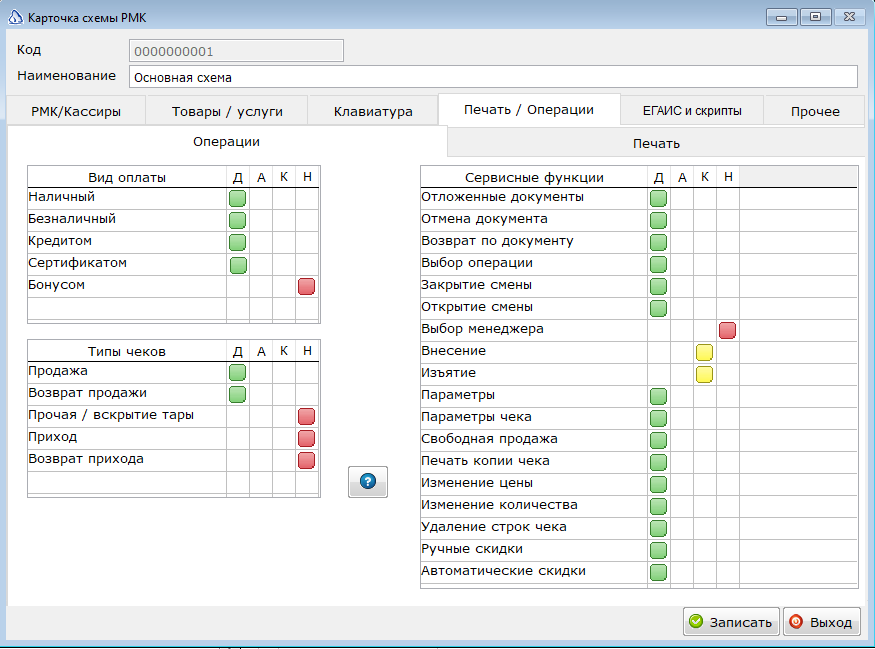 Карточка схемы РМК
Код 0000000001
Наименование Основная схема
РМК/Кассиры Товары / услуги Клавиатура Печать / Операции ЕГАИС и скрипты Прочее
Операции Печать
Вид оплаты Д А К Н
Наличный
Безналичный
Кредитом
Сертификатом
Бонусом
Типы чеков Д А К Н
Продажа
Возврат продажи
Прочая / вскрытие тары
Приход
Возврат прихода
?
Сервисные функции Д А К Н
Отложенные документы
Отмена документа
Возврат по документу
Выбор операции
Закрытие смены
Открытие смены
Выбор менеджера
Внесение
Изъятие
Параметры
Параметры чека
Свободная продажа
Печать копии чека
Изменение цены
Изменение количества
Удаление строк чека
Ручные скидки
Автоматические скидки
Записать Выход